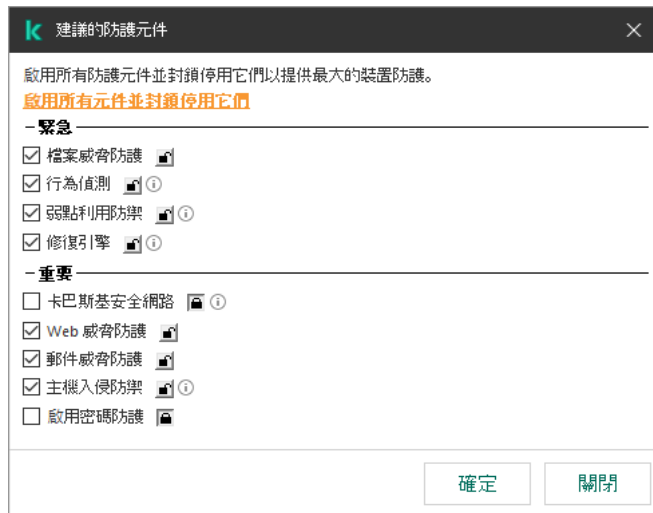 建議的防護元件
啟用所有防護元件並封鎖停用它們以提供最大的裝置防護。
啟用所有元件並封鎖停用它們
緊急
檔案威脅防護
行為偵測
弱點利用防禦
修復引擎
重要
卡巴斯基安全網路
Web 威脅防護
郵件威脅防護
主機入侵防禦
啟用密碼防護
確定 關閉